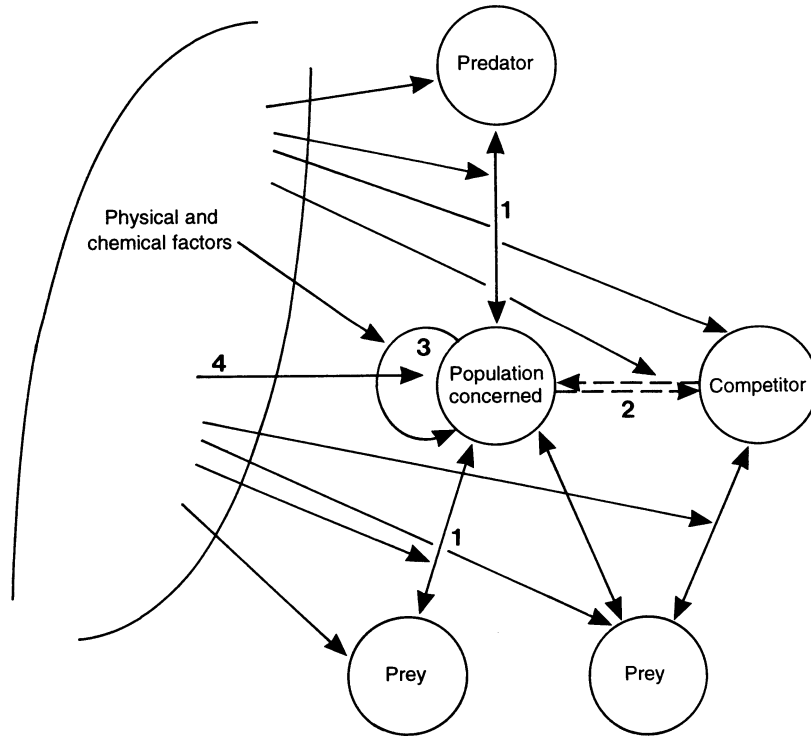 Predator
1
Physical and
chemical factors
3
4
Population
concerned
Competitor
2
1
Prey
Prey